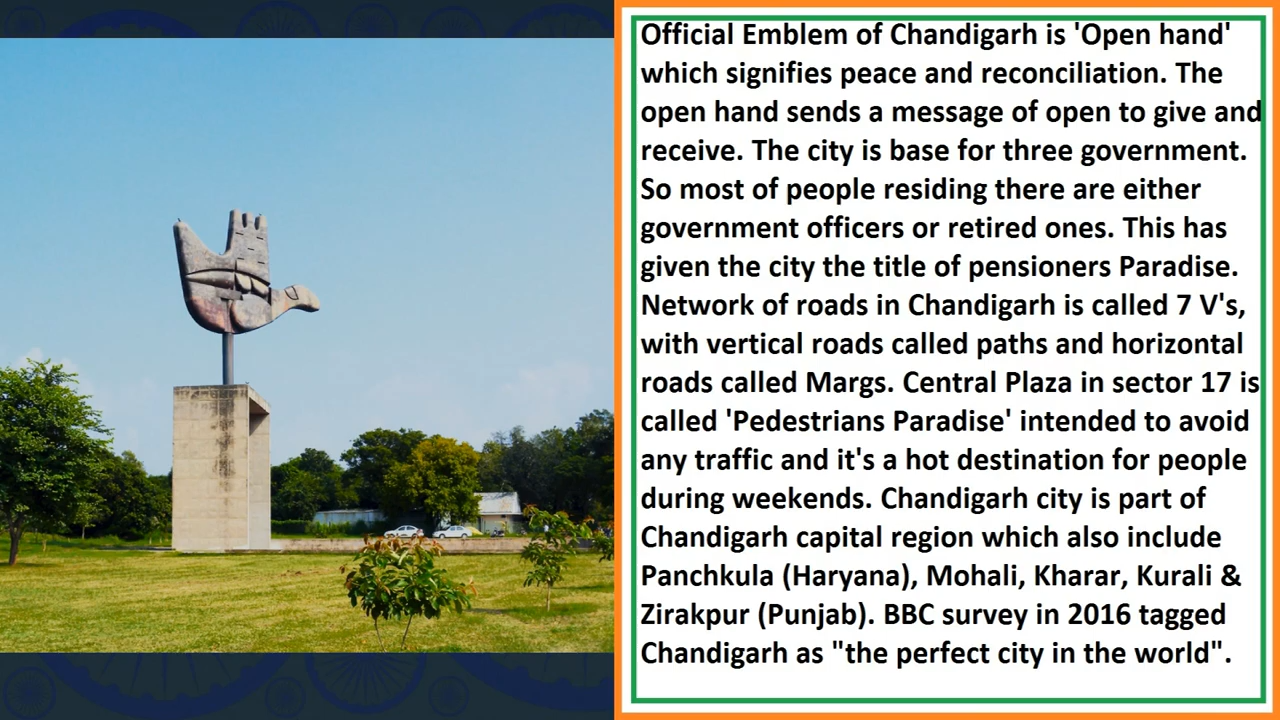 Official Emblem of Chandigarh is 'Open hand'
which signifies peace and reconciliation. The
open hand sends a message of open to give and
receive. The city is base for three government.
So most of people residing there are either
government officers or retired ones. This has
given the city the title of pensioners Paradise.
Network of roads in Chandigarh is called 7 V's,
with vertical roads called paths and horizontal
roads called Margs. Central Plaza in sector 17 is
called 'Pedestrians Paradise' intended to avoid
any traffic and it's a hot destination for people
during weekends. Chandigarh city is part of
Chandigarh capital region which also include
Panchkula (Haryana), Mohali, Kharar, Kurali &
Zirakpur (Punjab). BBC survey in 2016 tagged
Chandigarh as "the perfect city in the world".